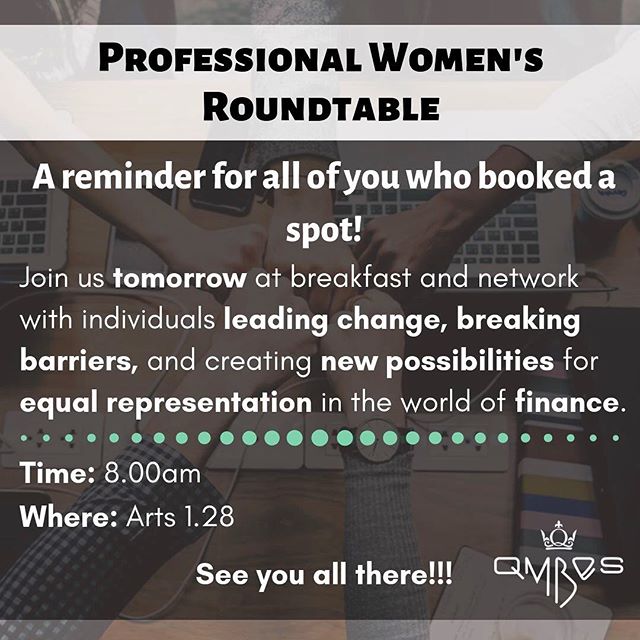 PROFESSIONAL WOMEN'S
ROUNDTABLE
A reminder for all of you who booked a
spot!
Join us tomorrow at breakfast and network
with individuals leading change, breaking
barriers, and creating new possibilities for
equal representation in the world of finance.
Time: 8.00am
Where: Arts 1.28
See you all there!!!
QMBS